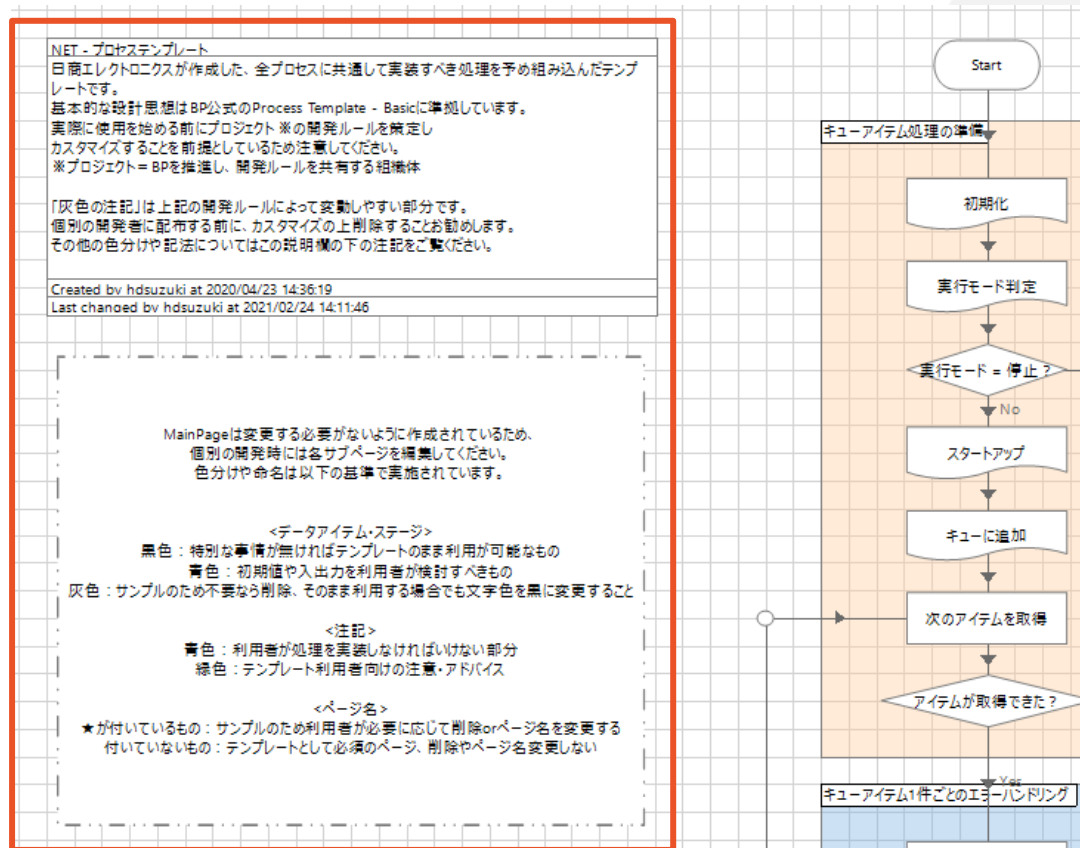 NET - プロセステンプレート
日商エレクトロニクスが作成した、全プロセスに共通して実装すべき処理を予め組み込んだテンプ
レートです。
基本的な設計思想はBP公式のProcess Template - Basicに準拠しています。
実際に使用を始める前にプロジェクト ※の開発ルールを策定し
カスタマイズすることを前提としているため注意してください。
※プロジェクト＝BPを推進し、開発ルールを共有する組織体
「灰色の注記」は上記の開発ルールによって変動しやすい部分です。
個別の開発者に配布する前に、カスタマイズの上削除することお勧めします。
その他の色分けや記法についてはこの説明欄の下の注記をご覧ください。
Created by hdsuzuki at 2020/04/23 14:36:19
Last changed by hdsuzuki at 2021/02/24 14:11:46
MainPageは変更する必要がないように作成されているため、
個別の開発時には各サブページを編集してください。
色分けや命名は以下の基準で実施されています。
<データアイテム・ステージ>
黒色：特別な事情が無ければテンプレートのまま利用が可能なもの
青色：初期値や入出力を利用者が検討すべきもの
灰色：サンプルのため不要なら削除、そのまま利用する場合でも文字色を黒に変更すること
<注記>
青色：利用者が処理を実装しなければいけない部分
緑色：テンプレート利用者向けの注意・アドバイス
<ページ名>
★が付いているもの：サンプルのため利用者が必要に応じて削除orページ名を変更する
付いていないもの：テンプレートとして必須のページ、削除やページ名変更しない
Start
キューアイテム処理の準備
初期化
実行モード判定
実行モード = 停止？
No
スタートアップ
キューに追加
次のアイテムを取得
アイテムが取得できた？
Yes
キューアイテム1件ごとのエラーハンドリング